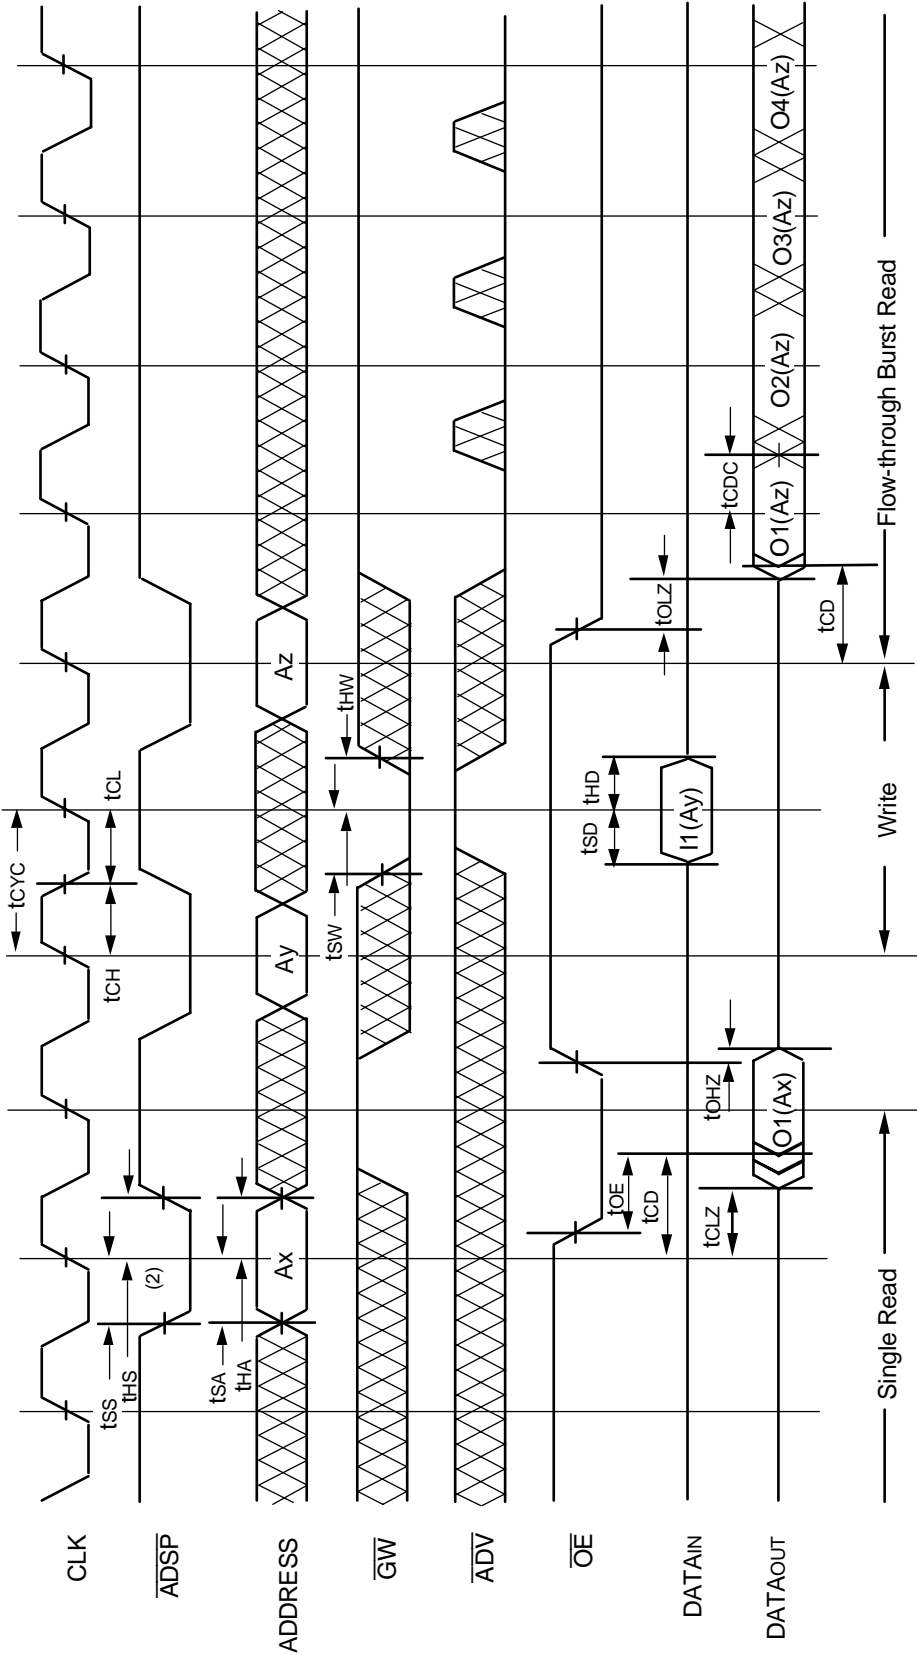 CLK
tCYC
tCH
tCL
ADSP
tSS
tHS
(2)
ADDRESS
tSA
tHA
Ax
Ay
Az
GW
tSW
tHW
ADV
OE
tOE
tOHZ
tOLZ
DATAIN
tSD
tHD
I1(Ay)
tCD
tCLZ
tCDC
DATAOUT
O1(Ax)
O1(Az)
O2(Az)
O3(Az)
O4(Az)
tCD
Single Read
Write
Flow-through Burst Read